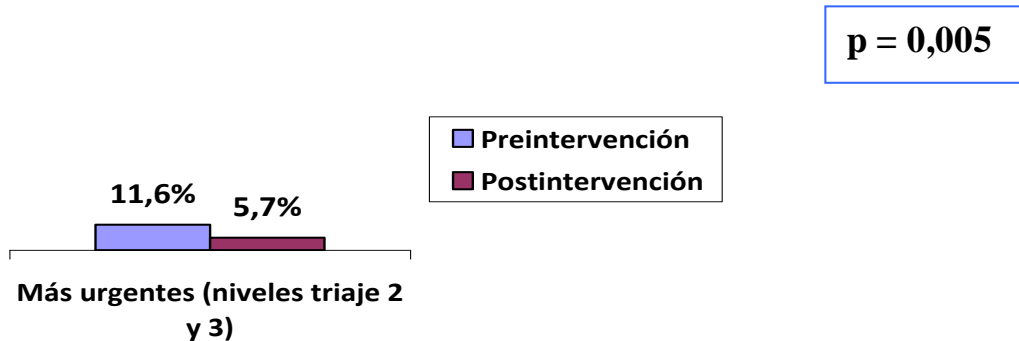 p = 0,005
Preintervención
Postintervención
11,6%
5,7%
Más urgentes (niveles triaje 2
y 3)